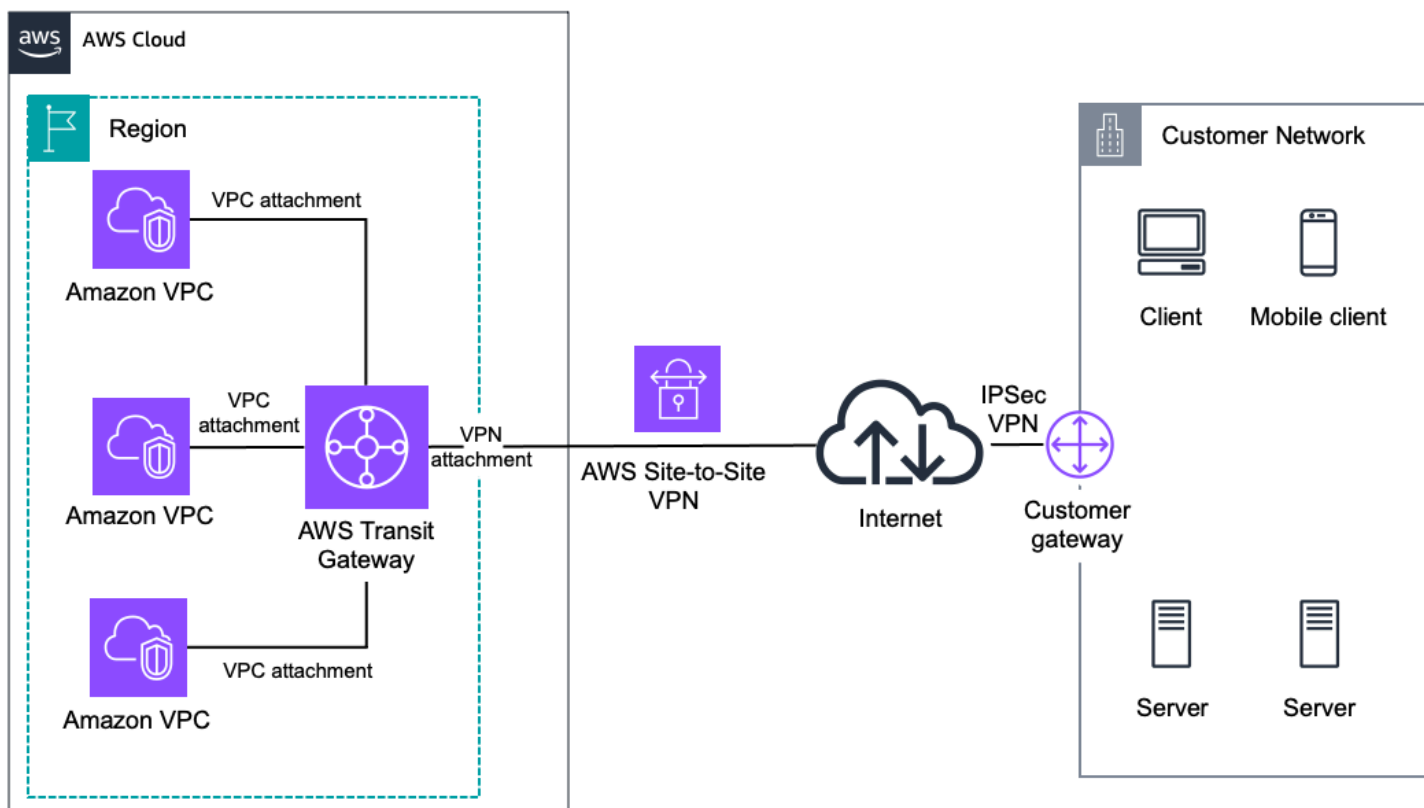 aws
AWS Cloud
Region
VPC attachment
Amazon VPC
VPC
attachment
Amazon VPC
AWS Transit
Gateway
VPC attachment
Amazon VPC
VPN
attachment
AWS Site-to-Site
VPN
Internet
IPSec
VPN
Customer
gateway
Customer Network
Client
Mobile client
Server
Server